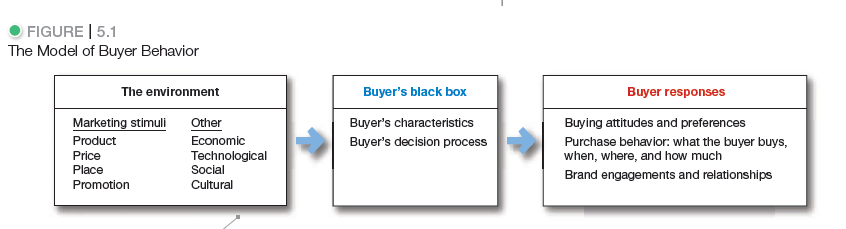 FIGURE | 5.1
The Model of Buyer Behavior
The environment
Marketing stimuli Other
Product Economic
Price Technological
Place Social
Promotion Cultural
Buyer's black box
Buyer's characteristics
Buyer's decision process
Buyer responses
Buying attitudes and preferences
Purchase behavior: what the buyer buys,
when, where, and how much
Brand engagements and relationships